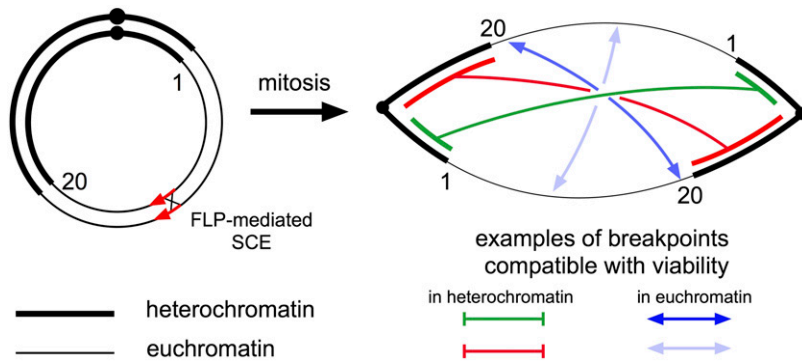 1
20
FLP-mediated
SCE
mitosis
20
1
1
20
examples of breakpoints
compatible with viability
in heterochromatin
in euchromatin
heterochromatin
euchromatin